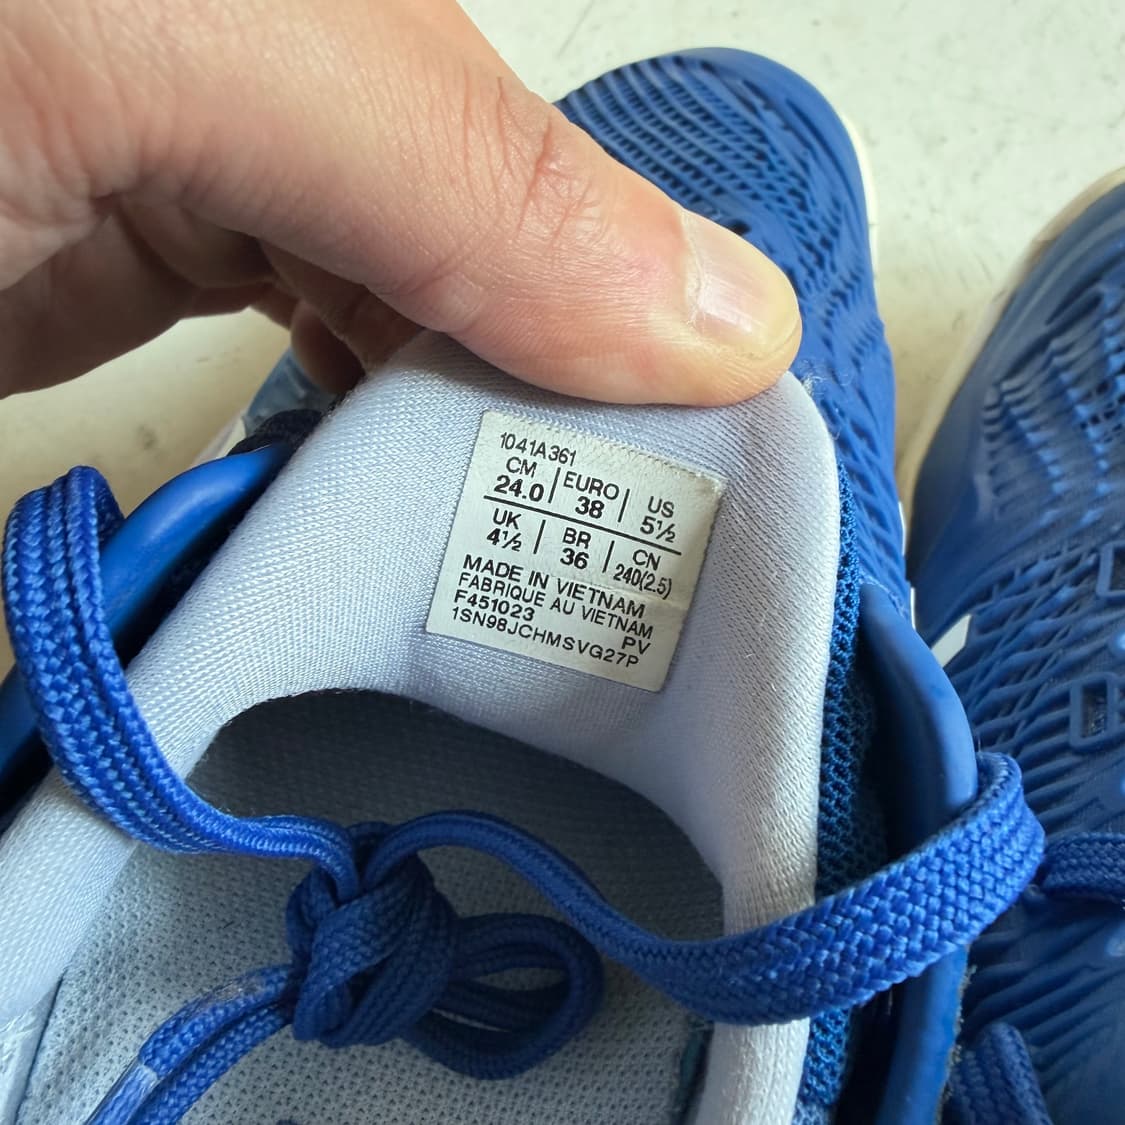 1041A361
CM EURO US
24.0 38 5½
UK BR CN
4½ 36 240(2.5)
MADE IN VIETNAM
FABRIQUE AU VIETNAM
F451023 PV
1SN98JCHMSVG27P